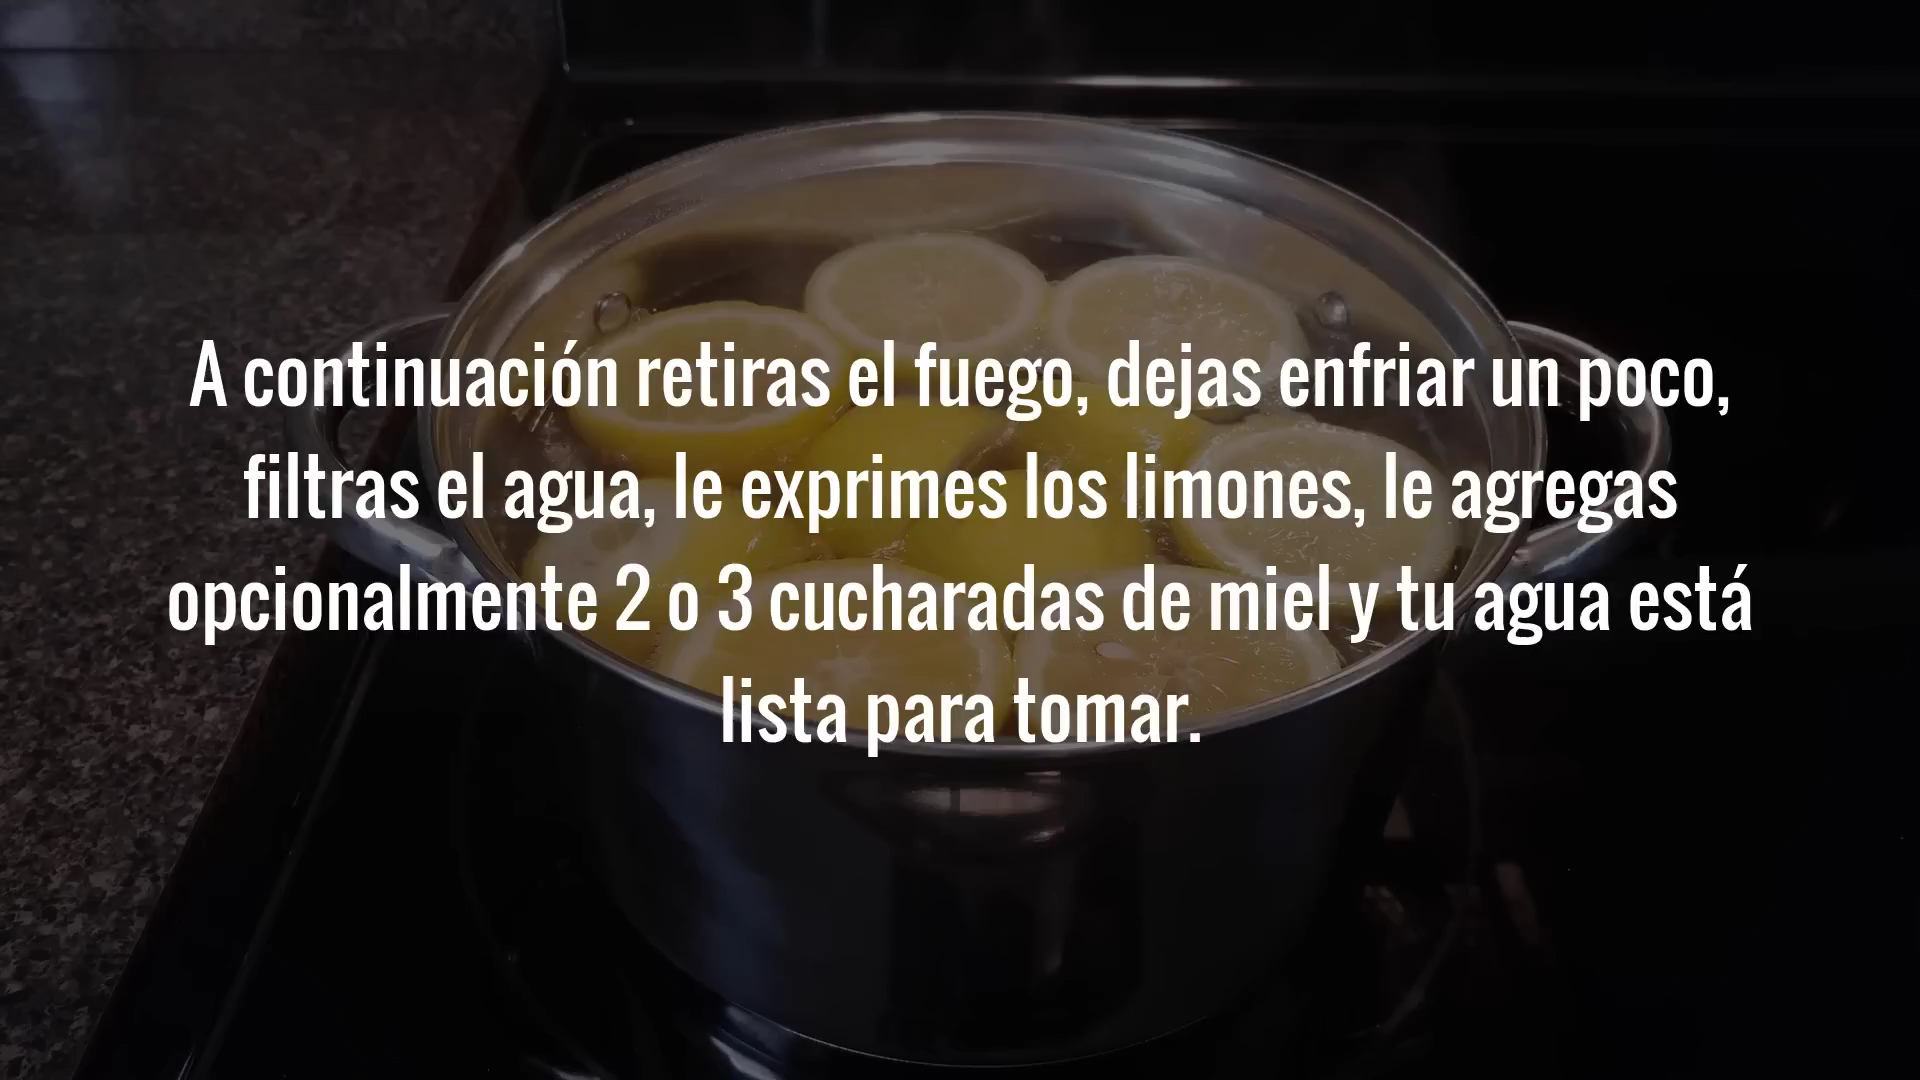 A continuación retiras el fuego, dejas enfriar un poco,
filtras el agua, le exprimes los limones, le agregas
opcionalmente 2 o 3 cucharadas de miel y tu agua está
lista para tomar.